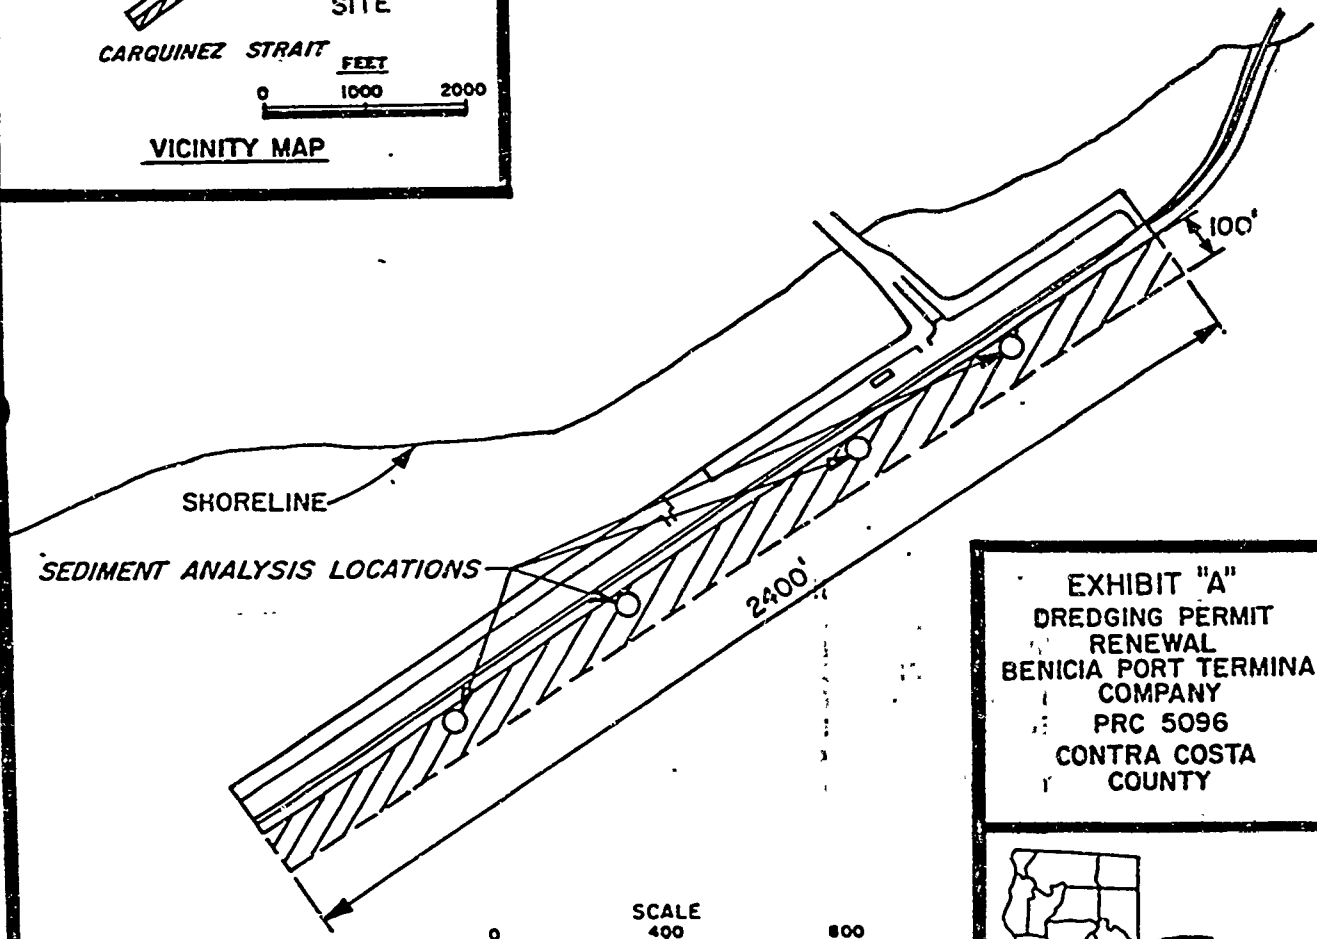 SITE
CARQUINEZ STRAIT
FEET
0 1000 2000
VICINITY MAP
100'
SHORELINE
SEDIMENT ANALYSIS LOCATIONS
2400'
EXHIBIT "A"
DREDGING PERMIT
RENEWAL
BENICIA PORT TERMINA
COMPANY
PRC 5096
CONTRA COSTA
COUNTY
SCALE
0 400 800